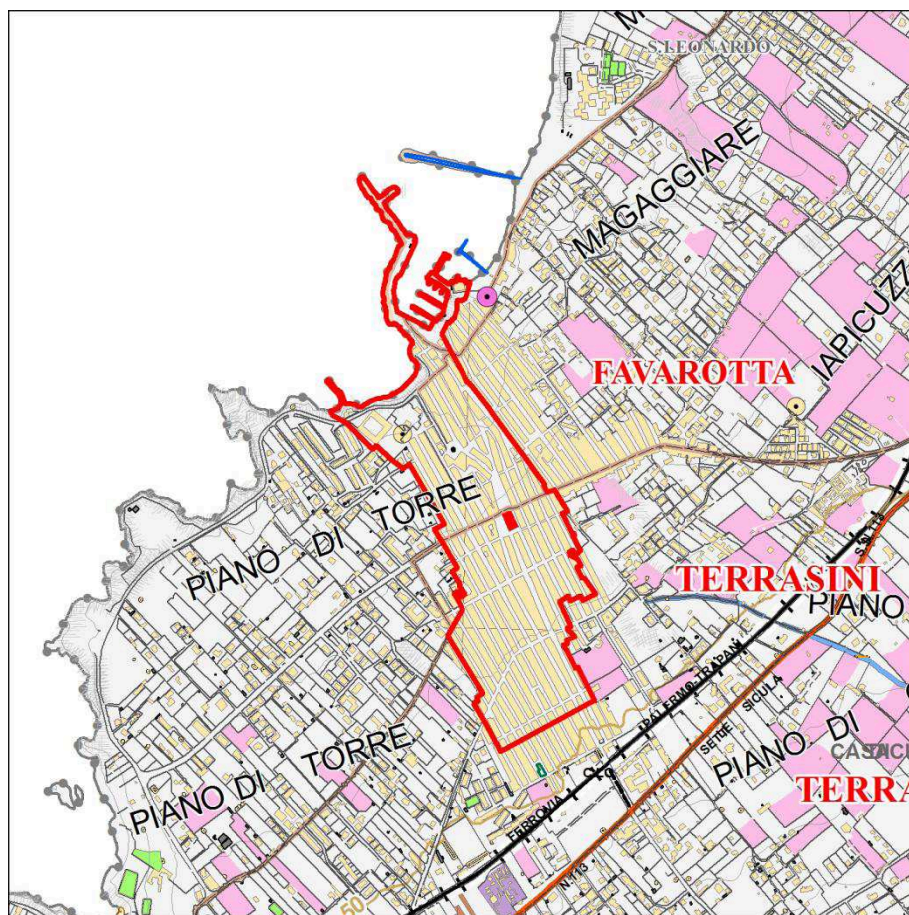 S.LEONARDO
MAGAGGIARE
IAPICUZZ
FAVAROTTA
PIANO DI TORRE
TERRASINI
PIANO
PALERMO-TRAPANI
SETTE SICULA
PIANO DI
PIANO DI TORRE
TERRA
FERROVIA
N.113
50